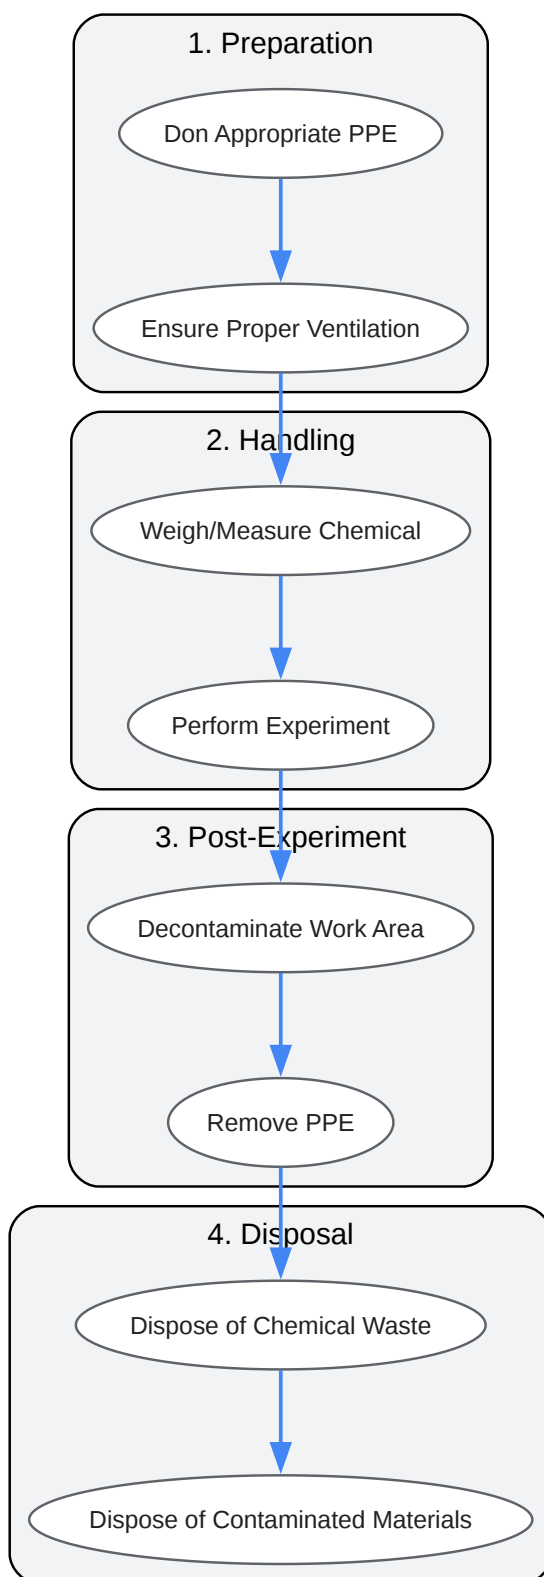 1. Preparation
Don Appropriate PPE
Ensure Proper Ventilation
2. Handling
Weigh/Measure Chemical
Perform Experiment
3. Post-Experiment
Decontaminate Work Area
Remove PPE
4. Disposal
Dispose of Chemical Waste
Dispose of Contaminated Materials